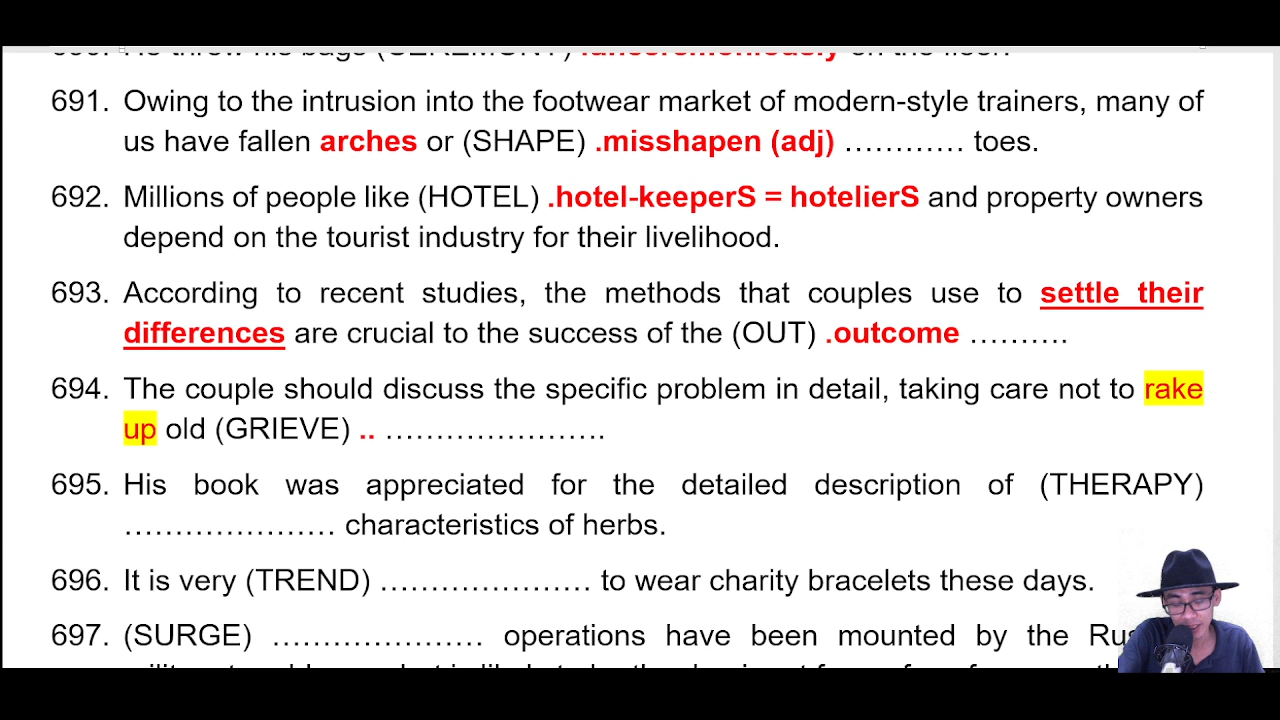 (CEREMONY) .unceremoniously on the floor.
691. Owing to the intrusion into the footwear market of modern-style trainers, many of
us have fallen arches or (SHAPE) .misshapen (adj) ………… toes.
692. Millions of people like (HOTEL) .hotel-keeperS = hotelierS and property owners
depend on the tourist industry for their livelihood.
693. According to recent studies, the methods that couples use to settle their
differences are crucial to the success of the (OUT) .outcome ……….
694. The couple should discuss the specific problem in detail, taking care not to rake
up old (GRIEVE) .. …………………….
695. His book was appreciated for the detailed description of (THERAPY)
………………… characteristics of herbs.
696. It is very (TREND) ………………… to wear charity bracelets these days.
697. (SURGE) ………………… operations have been mounted by the